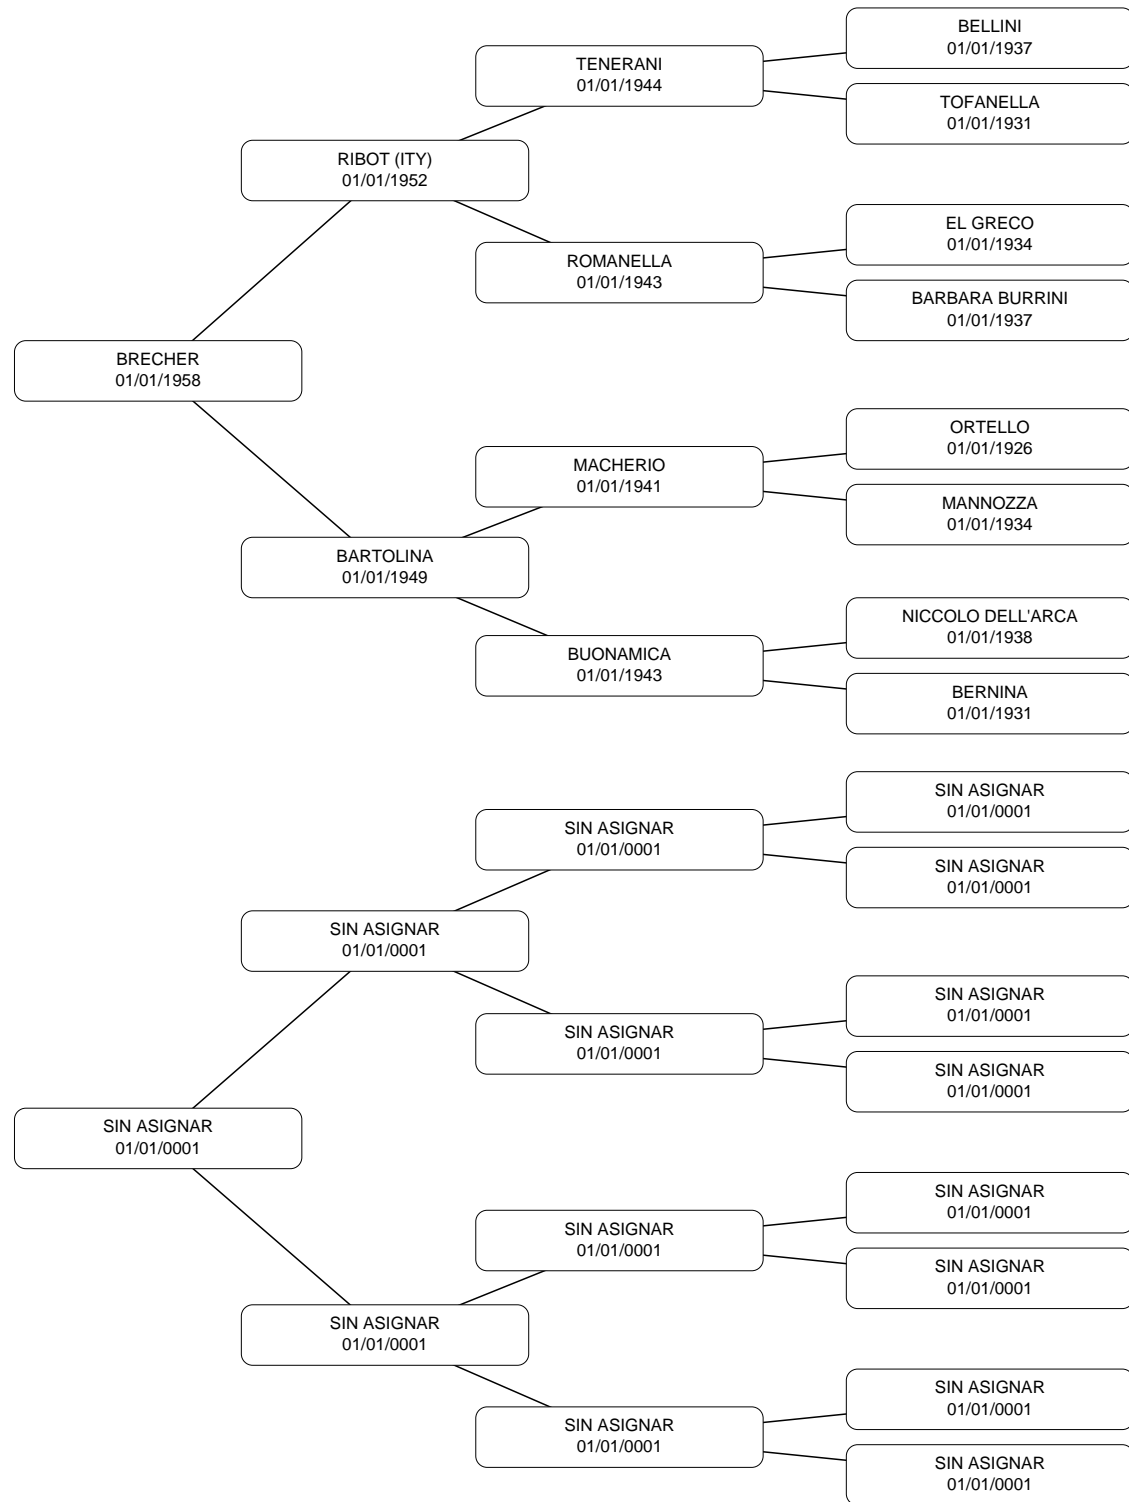 BELLINI
01/01/1937
TENERANI
01/01/1944
TOFANELLA
01/01/1931
RIBOT (ITY)
01/01/1952
EL GRECO
01/01/1934
ROMANELLA
01/01/1943
BARBARA BURRINI
01/01/1937
BRECHER
01/01/1958
ORTELLO
01/01/1926
MACHERIO
01/01/1941
MANNOZZA
01/01/1934
BARTOLINA
01/01/1949
NICCOLO DELL'ARCA
01/01/1938
BUONAMICA
01/01/1943
BERNINA
01/01/1931
SIN ASIGNAR
01/01/0001
SIN ASIGNAR
01/01/0001
SIN ASIGNAR
01/01/0001
SIN ASIGNAR
01/01/0001
SIN ASIGNAR
01/01/0001
SIN ASIGNAR
01/01/0001
SIN ASIGNAR
01/01/0001
SIN ASIGNAR
01/01/0001
SIN ASIGNAR
01/01/0001
SIN ASIGNAR
01/01/0001
SIN ASIGNAR
01/01/0001
SIN ASIGNAR
01/01/0001
SIN ASIGNAR
01/01/0001
SIN ASIGNAR
01/01/0001
SIN ASIGNAR
01/01/0001